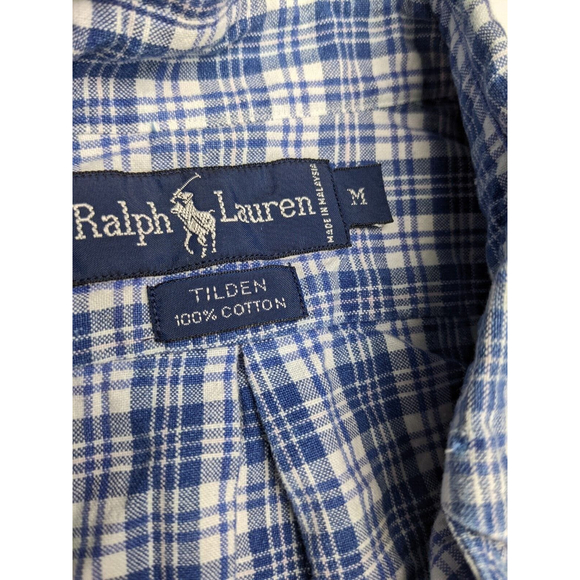 Ralph Lauren
MADE IN MALAYSIA
M
TILDEN
100% COTTON